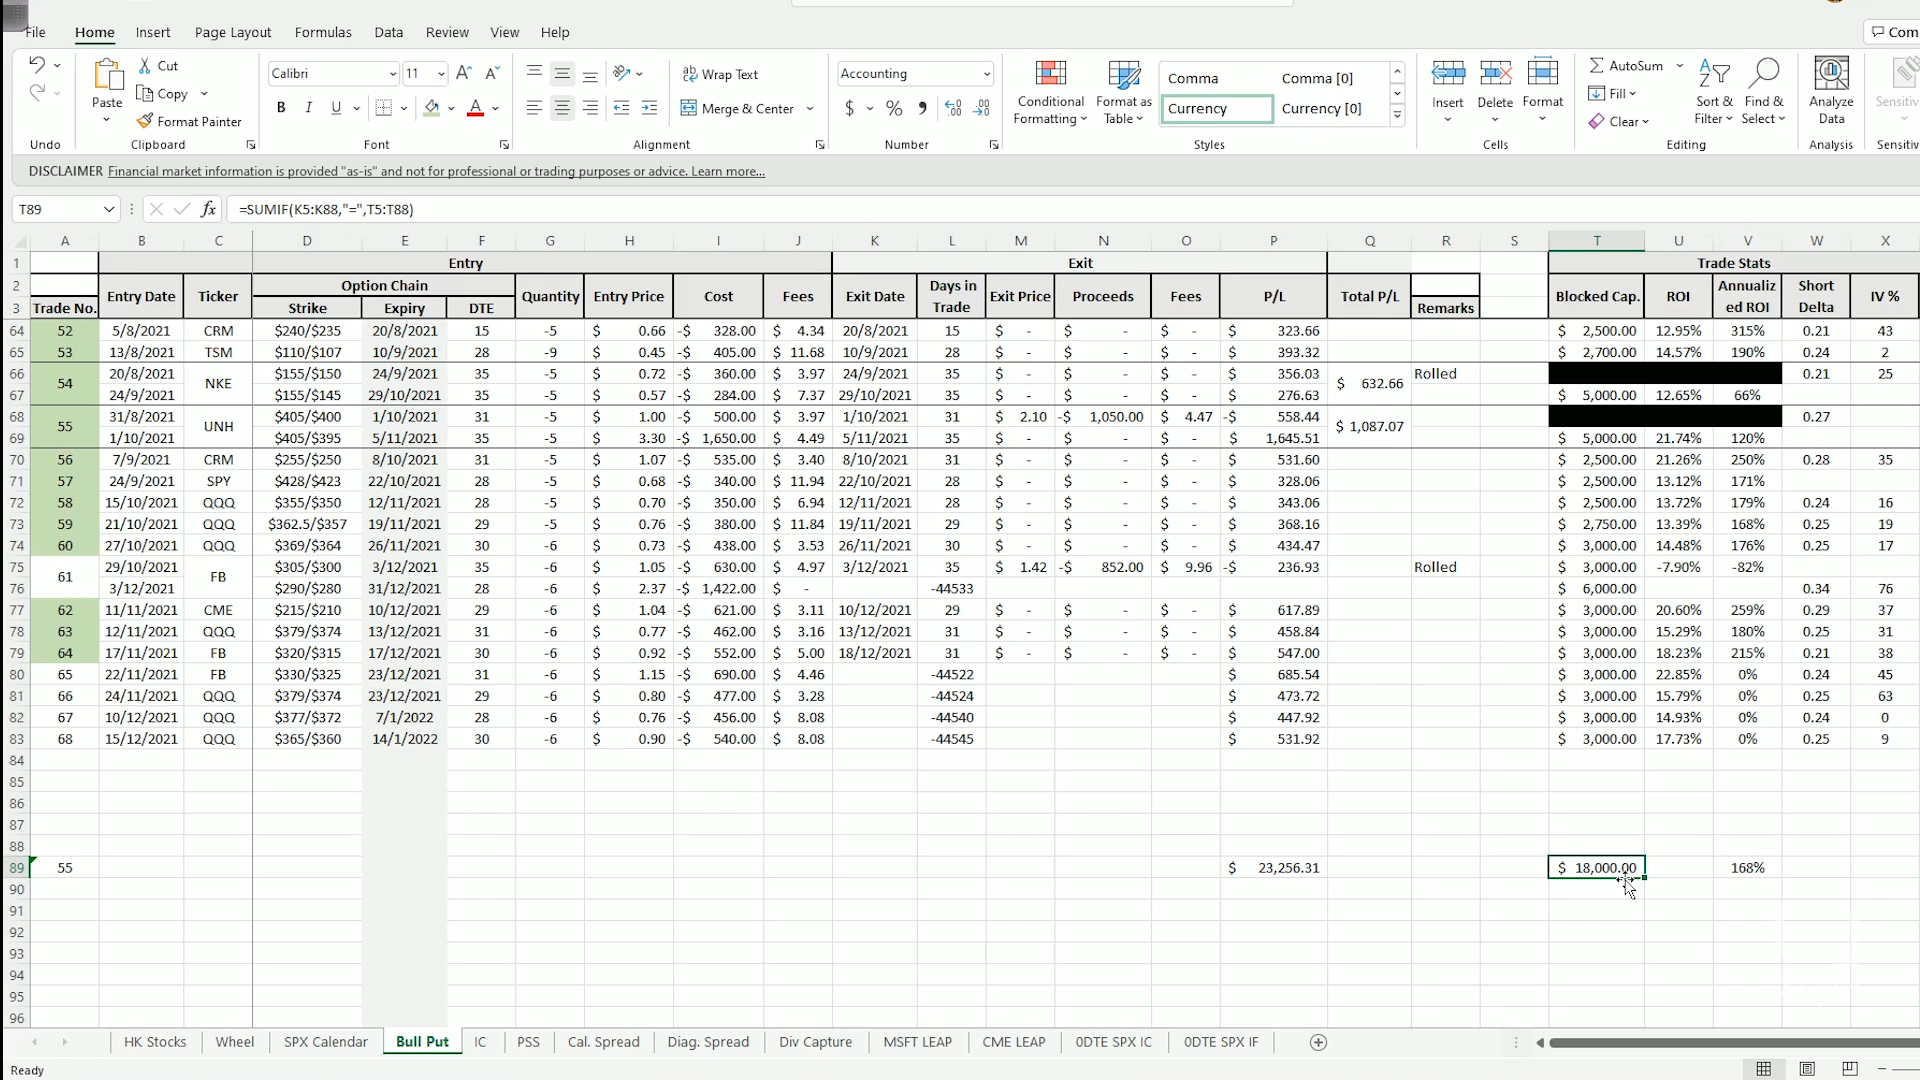 File Home Insert Page Layout Formulas Data Review View Help
Cut
Copy
Paste
Format Painter
Undo Clipboard
Calibri 11
B I U
Font
Wrap Text
Merge & Center
Alignment
Accounting
$ % ,
Number
Conditional Formatting
Format as Table
Comma Comma [0]
Currency Currency [0]
Styles
Insert Delete Format
Cells
AutoSum
Fill
Clear
Sort & Filter
Find & Select
Editing
Analyze Data
Analysis
DISCLAIMER Financial market information is provided "as-is" and not for professional or trading purposes or advice. Learn more...
T89 fx =SUMIF(K5:K88,"=",T5:T88)
A B C D E F G H I J K L M N O P Q R S T U V W X
1 Entry Exit Trade Stats
2 Entry Date Ticker Option Chain Quantity Entry Price Cost Fees Exit Date Days in Trade Exit Price Proceeds Fees P/L Total P/L Blocked Cap. ROI Annualized ROI Short Delta IV %
3 Trade No. Strike Expiry DTE Remarks
64 52 5/8/2021 CRM $240/$235 20/8/2021 15 -5 $ 0.66 -$ 328.00 $ 4.34 20/8/2021 15 $ - $ - $ - $ 323.66 $ 2,500.00 12.95% 315% 0.21 43
65 53 13/8/2021 TSM $110/$107 10/9/2021 28 -9 $ 0.45 -$ 405.00 $ 11.68 10/9/2021 28 $ - $ - $ - $ 393.32 $ 2,700.00 14.57% 190% 0.24 2
66 54 20/8/2021 NKE $155/$150 24/9/2021 35 -5 $ 0.72 -$ 360.00 $ 3.97 24/9/2021 35 $ - $ - $ - $ 356.03 $ 632.66 Rolled 0.21 25
67 24/9/2021 $155/$145 29/10/2021 35 -5 $ 0.57 -$ 284.00 $ 7.37 29/10/2021 35 $ - $ - $ - $ 276.63 $ 5,000.00 12.65% 66%
68 55 31/8/2021 UNH $405/$400 1/10/2021 31 -5 $ 1.00 -$ 500.00 $ 3.97 1/10/2021 31 $ 2.10 -$ 1,050.00 $ 4.47 -$ 558.44 $ 1,087.07 0.27
69 1/10/2021 $405/$395 5/11/2021 35 -5 $ 3.30 -$ 1,650.00 $ 4.49 5/11/2021 35 $ - $ - $ - $ 1,645.51 $ 5,000.00 21.74% 120%
70 56 7/9/2021 CRM $255/$250 8/10/2021 31 -5 $ 1.07 -$ 535.00 $ 3.40 8/10/2021 31 $ - $ - $ - $ 531.60 $ 2,500.00 21.26% 250% 0.28 35
71 57 24/9/2021 SPY $428/$423 22/10/2021 28 -5 $ 0.68 -$ 340.00 $ 11.94 22/10/2021 28 $ - $ - $ - $ 328.06 $ 2,500.00 13.12% 171%
72 58 15/10/2021 QQQ $355/$350 12/11/2021 28 -5 $ 0.70 -$ 350.00 $ 6.94 12/11/2021 28 $ - $ - $ - $ 343.06 $ 2,500.00 13.72% 179% 0.24 16
73 59 21/10/2021 QQQ $362.5/$357 19/11/2021 29 -5 $ 0.76 -$ 380.00 $ 11.84 19/11/2021 29 $ - $ - $ - $ 368.16 $ 2,750.00 13.39% 168% 0.25 19
74 60 27/10/2021 QQQ $369/$364 26/11/2021 30 -6 $ 0.73 -$ 438.00 $ 3.53 26/11/2021 30 $ - $ - $ - $ 434.47 $ 3,000.00 14.48% 176% 0.25 17
75 61 29/10/2021 FB $305/$300 3/12/2021 35 -6 $ 1.05 -$ 630.00 $ 4.97 3/12/2021 35 $ 1.42 -$ 852.00 $ 9.96 -$ 236.93 Rolled $ 3,000.00 -7.90% -82%
76 3/12/2021 $290/$280 31/12/2021 28 -6 $ 2.37 -$ 1,422.00 $ - -44533 $ 6,000.00 0.34 76
77 62 11/11/2021 CME $215/$210 10/12/2021 29 -6 $ 1.04 -$ 621.00 $ 3.11 10/12/2021 29 $ - $ - $ - $ 617.89 $ 3,000.00 20.60% 259% 0.29 37
78 63 12/11/2021 QQQ $379/$374 13/12/2021 31 -6 $ 0.77 -$ 462.00 $ 3.16 13/12/2021 31 $ - $ - $ - $ 458.84 $ 3,000.00 15.29% 180% 0.25 31
79 64 17/11/2021 FB $320/$315 17/12/2021 30 -6 $ 0.92 -$ 552.00 $ 5.00 18/12/2021 31 $ - $ - $ - $ 547.00 $ 3,000.00 18.23% 215% 0.21 38
80 65 22/11/2021 FB $330/$325 23/12/2021 31 -6 $ 1.15 -$ 690.00 $ 4.46 -44522 $ 685.54 $ 3,000.00 22.85% 0% 0.24 45
81 66 24/11/2021 QQQ $379/$374 23/12/2021 29 -6 $ 0.80 -$ 477.00 $ 3.28 -44524 $ 473.72 $ 3,000.00 15.79% 0% 0.25 63
82 67 10/12/2021 QQQ $377/$372 7/1/2022 28 -6 $ 0.76 -$ 456.00 $ 8.08 -44540 $ 447.92 $ 3,000.00 14.93% 0% 0.24 0
83 68 15/12/2021 QQQ $365/$360 14/1/2022 30 -6 $ 0.90 -$ 540.00 $ 8.08 -44545 $ 531.92 $ 3,000.00 17.73% 0% 0.25 9
84
85
86
87
88
89 55 $ 23,256.31 $ 18,000.00 168%
90
91
92
93
94
95
96
HK Stocks Wheel SPX Calendar Bull Put IC PSS Cal. Spread Diag. Spread Div Capture MSFT LEAP CME LEAP 0DTE SPX IC 0DTE SPX IF
Ready